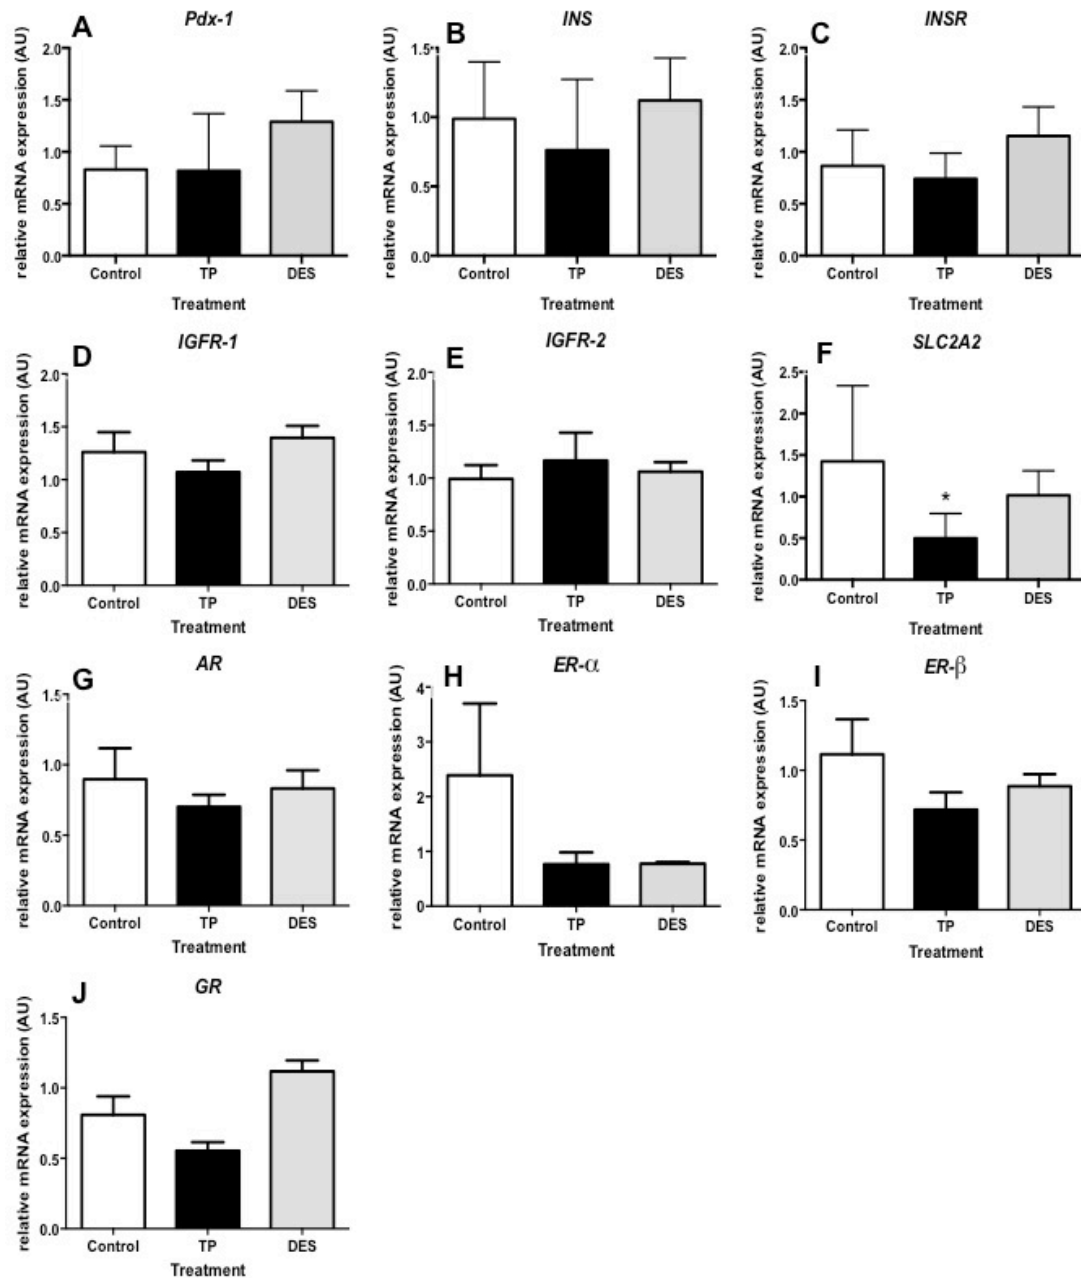 A
Pdx-1
relative mRNA expression (AU)
2.0
1.5
1.0
0.5
0.0
Control TP DES
Treatment
B
INS
relative mRNA expression (AU)
1.5
1.0
0.5
0.0
Control TP DES
Treatment
C
INSR
relative mRNA expression (AU)
2.0
1.5
1.0
0.5
0.0
Control TP DES
Treatment
D
IGFR-1
relative mRNA expression (AU)
2.0
1.5
1.0
0.5
0.0
Control TP DES
Treatment
E
IGFR-2
relative mRNA expression (AU)
2.0
1.5
1.0
0.5
0.0
Control TP DES
Treatment
F
SLC2A2
relative mRNA expression (AU)
2.5
2.0
1.5
1.0
0.5
0.0
*
Control TP DES
Treatment
G
AR
relative mRNA expression (AU)
1.5
1.0
0.5
0.0
Control TP DES
Treatment
H
ER-α
relative mRNA expression (AU)
4
3
2
1
0
Control TP DES
Treatment
I
ER-β
relative mRNA expression (AU)
1.5
1.0
0.5
0.0
Control TP DES
Treatment
J
GR
relative mRNA expression (AU)
1.5
1.0
0.5
0.0
Control TP DES
Treatment